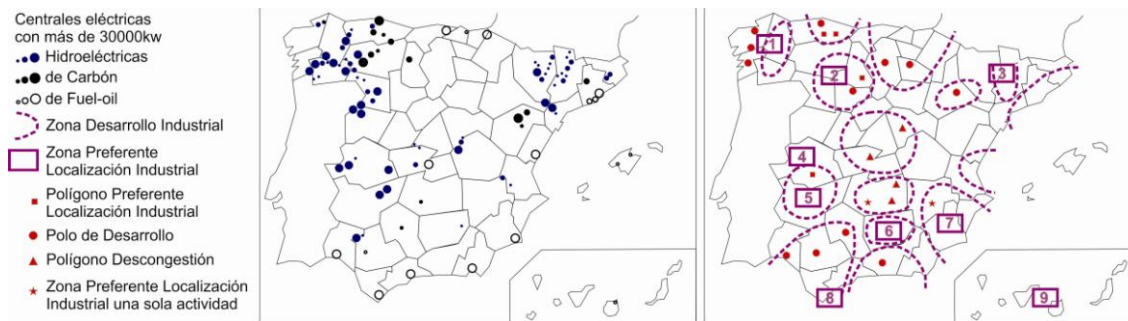 Centrales eléctricas
con más de 30000kw
Hidroeléctricas
de Carbón
de Fuel-oil
Zona Desarrollo Industrial
Zona Preferente
Localización Industrial
Polígono Preferente
Localización Industrial
Polo de Desarrollo
Polígono Descongestión
Zona Preferente Localización
Industrial una sola actividad
1
2
3
4
5
6
7
8
9